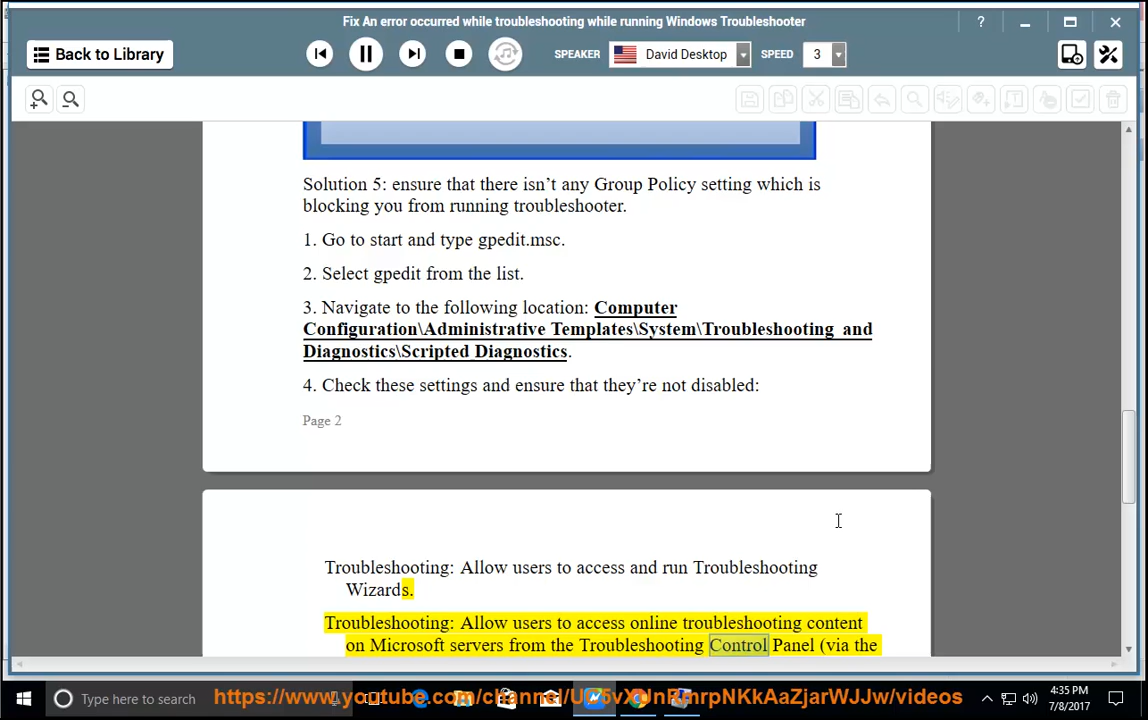 Fix An error occurred while troubleshooting while running Windows Troubleshooter
?
Back to Library
SPEAKER
David Desktop
SPEED
3
Solution 5: ensure that there isn’t any Group Policy setting which is
blocking you from running troubleshooter.
1. Go to start and type gpedit.msc.
2. Select gpedit from the list.
3. Navigate to the following location: Computer
Configuration\Administrative Templates\System\Troubleshooting and
Diagnostics\Scripted Diagnostics.
4. Check these settings and ensure that they’re not disabled:
Page 2
Troubleshooting: Allow users to access and run Troubleshooting
Wizards.
Troubleshooting: Allow users to access online troubleshooting content
on Microsoft servers from the Troubleshooting Control Panel (via the
Type here to search
4:35 PM
7/8/2017